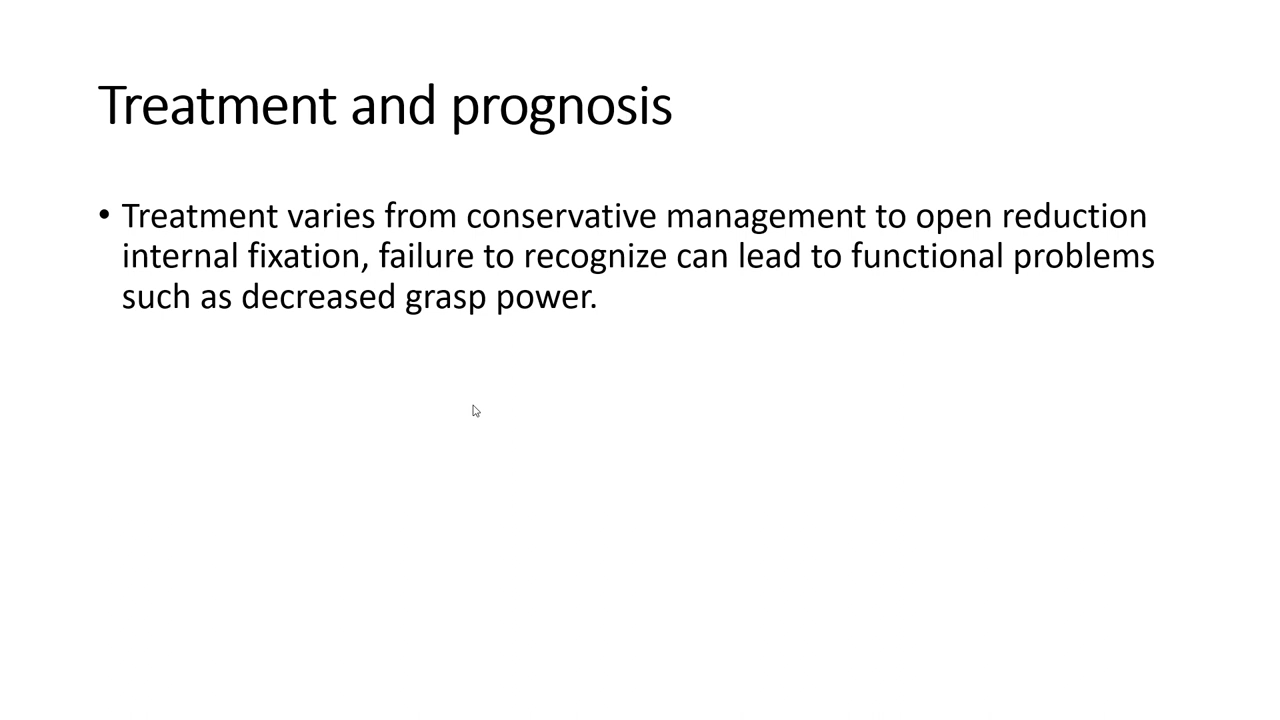 Treatment and prognosis
• Treatment varies from conservative management to open reduction
internal fixation, failure to recognize can lead to functional problems
such as decreased grasp power.